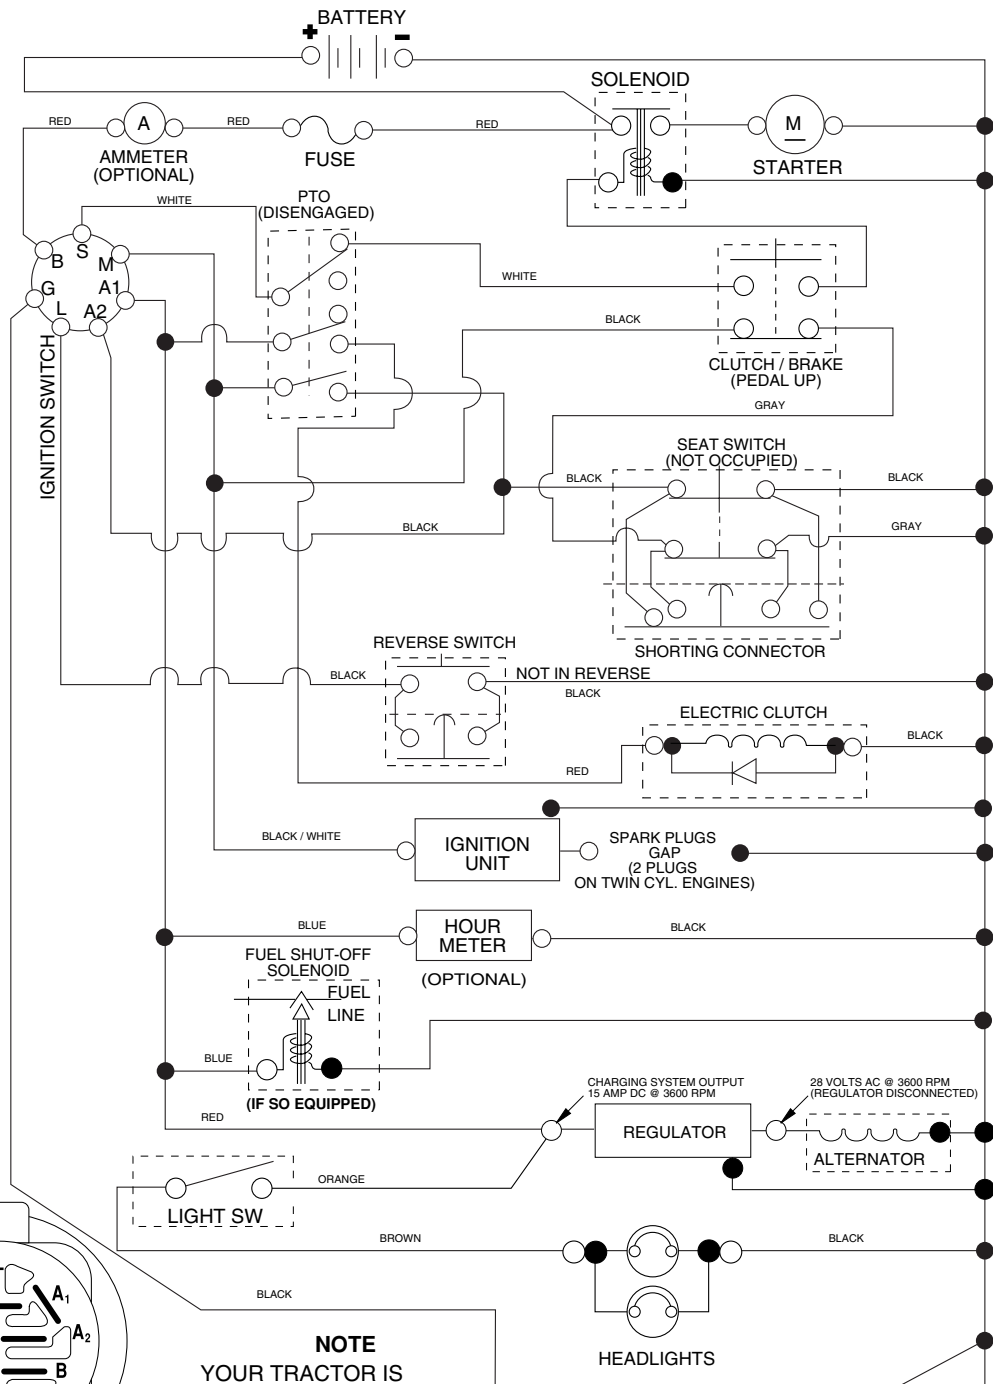 BATTERY
+
-
SOLENOID
RED
A
RED
RED
M
AMMETER
(OPTIONAL)
FUSE
STARTER
WHITE
PTO
(DISENGAGED)
S
B
M
G
A1
L
A2
IGNITION SWITCH
WHITE
BLACK
CLUTCH / BRAKE
(PEDAL UP)
GRAY
SEAT SWITCH
(NOT OCCUPIED)
BLACK
BLACK
BLACK
GRAY
SHORTING CONNECTOR
REVERSE SWITCH
BLACK
NOT IN REVERSE
BLACK
ELECTRIC CLUTCH
BLACK
RED
BLACK / WHITE
IGNITION
UNIT
SPARK PLUGS
GAP
(2 PLUGS
ON TWIN CYL. ENGINES)
BLUE
HOUR
METER
BLACK
(OPTIONAL)
FUEL SHUT-OFF
SOLENOID
FUEL
LINE
BLUE
(IF SO EQUIPPED)
CHARGING SYSTEM OUTPUT
15 AMP DC @ 3600 RPM
28 VOLTS AC @ 3600 RPM
(REGULATOR DISCONNECTED)
RED
REGULATOR
ALTERNATOR
ORANGE
LIGHT SW
BROWN
BLACK
BLACK
A1
A2
B
HEADLIGHTS
NOTE
YOUR TRACTOR IS